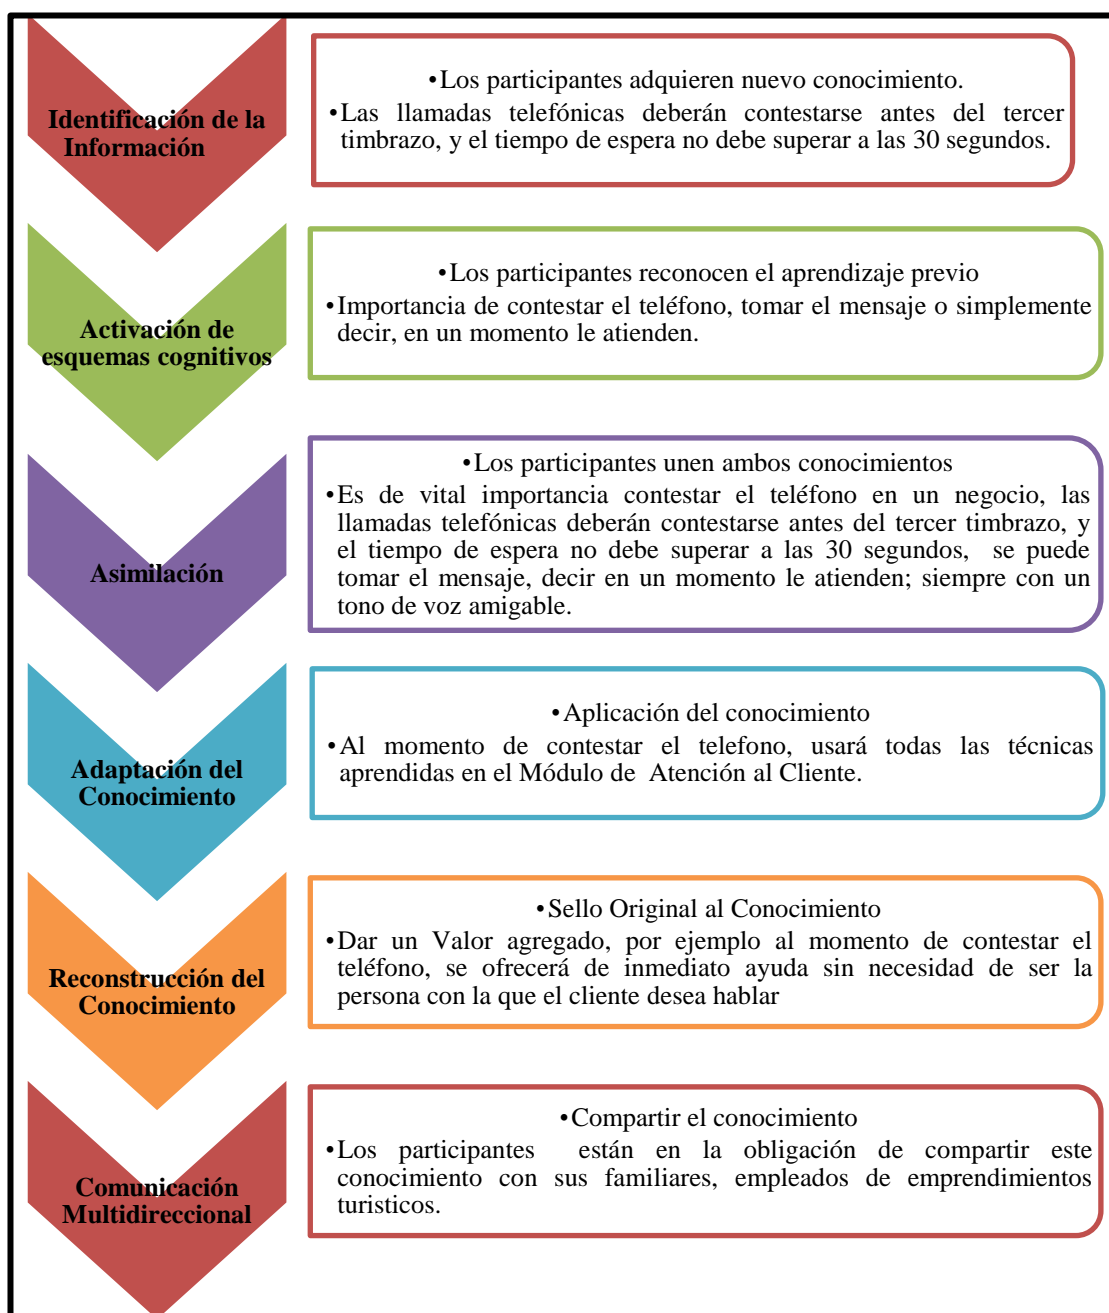 Identificación de la
Información
•Los participantes adquieren nuevo conocimiento.
•Las llamadas telefónicas deberán contestarse antes del tercer
timbrazo, y el tiempo de espera no debe superar a las 30 segundos.
Activación de
esquemas cognitivos
•Los participantes reconocen el aprendizaje previo
•Importancia de contestar el teléfono, tomar el mensaje o simplemente
decir, en un momento le atienden.
Asimilación
•Los participantes unen ambos conocimientos
•Es de vital importancia contestar el teléfono en un negocio, las
llamadas telefónicas deberán contestarse antes del tercer timbrazo, y
el tiempo de espera no debe superar a las 30 segundos, se puede
tomar el mensaje, decir en un momento le atienden; siempre con un
tono de voz amigable.
Adaptación del
Conocimiento
•Aplicación del conocimiento
•Al momento de contestar el telefono, usará todas las técnicas
aprendidas en el Módulo de Atención al Cliente.
Reconstrucción del
Conocimiento
•Sello Original al Conocimiento
•Dar un Valor agregado, por ejemplo al momento de contestar el
teléfono, se ofrecerá de inmediato ayuda sin necesidad de ser la
persona con la que el cliente desea hablar
Comunicación
Multidireccional
•Compartir el conocimiento
•Los participantes están en la obligación de compartir este
conocimiento con sus familiares, empleados de emprendimientos
turisticos.